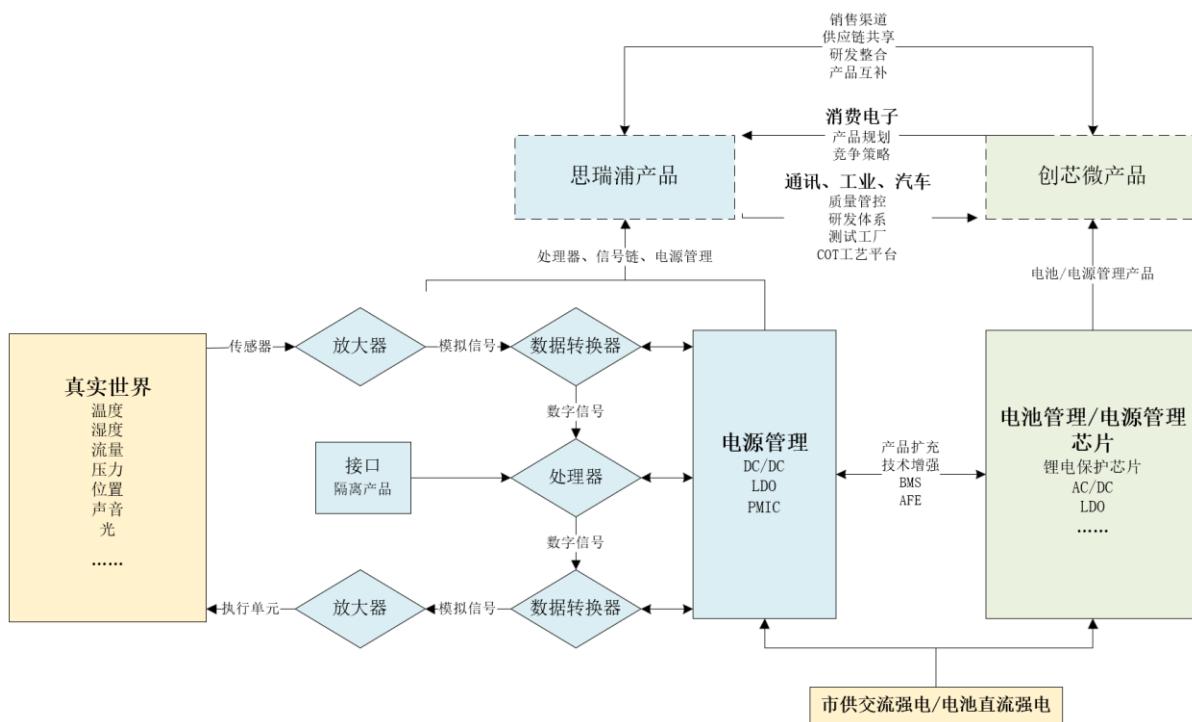 销售渠道
供应链共享
研发整合
产品互补
消费电子
产品规划
竞争策略
思瑞浦产品
创芯微产品
通讯、工业、汽车
质量管控
研发体系
测试工厂
COT工艺平台
处理器、信号链、电源管理
电池/电源管理产品
真实世界
温度
湿度
流量
压力
位置
声音
光
……
传感器
放大器
模拟信号
数据转换器
数字信号
接口
隔离产品
处理器
数字信号
执行单元
放大器
模拟信号
数据转换器
电源管理
DC/DC
LDO
PMIC
产品扩充
技术增强
BMS
AFE
电池管理/电源管理
芯片
锂电保护芯片
AC/DC
LDO
……
市供交流强电/电池直流强电